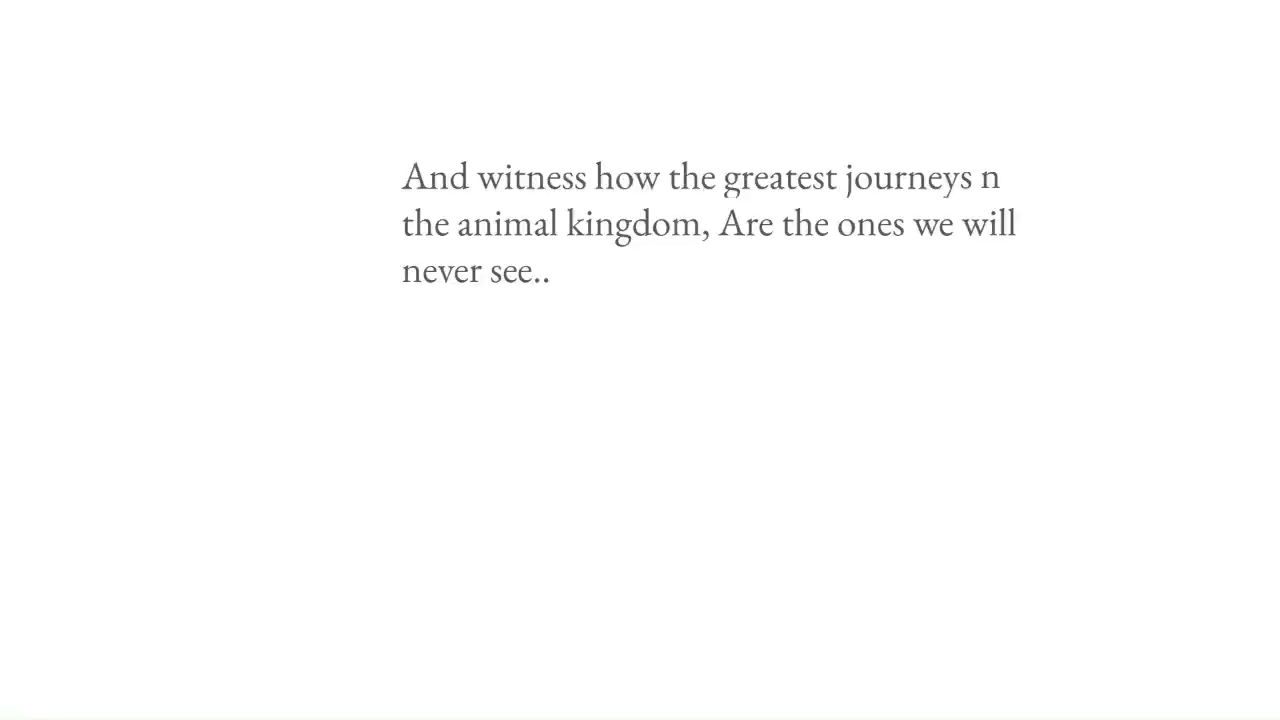 And witness how the greatest journeys n
the animal kingdom, Are the ones we will
never see..